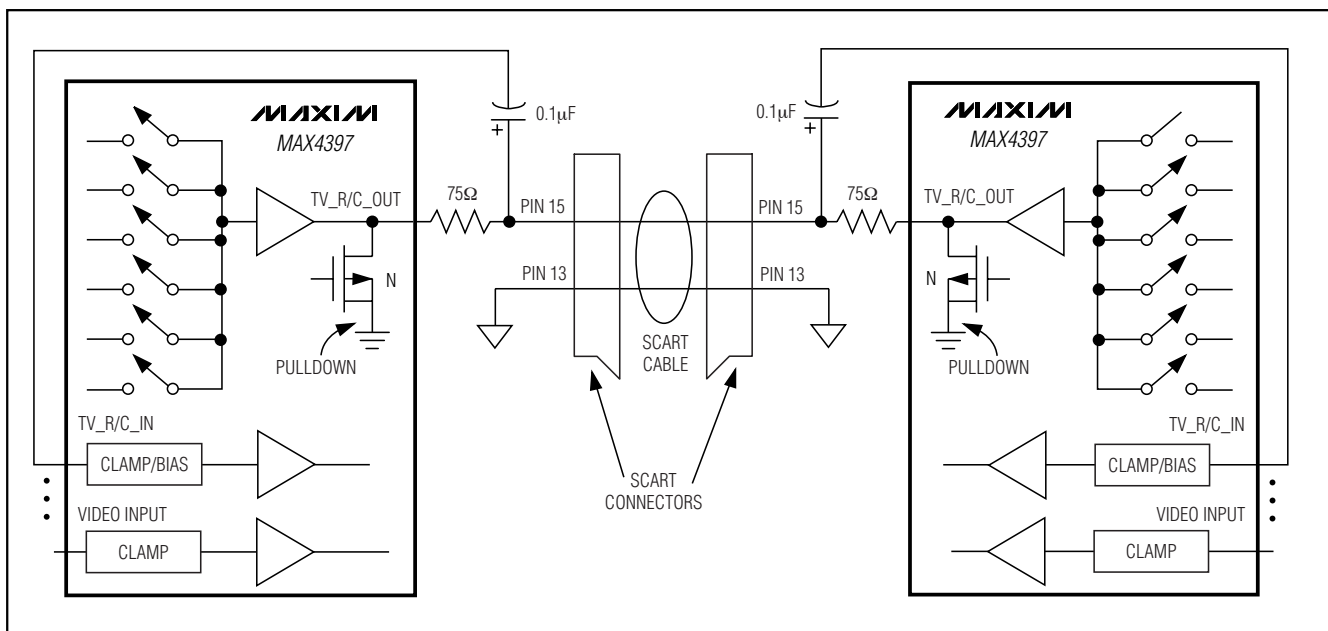 MAXIM
MAX4397
TV_R/C_OUT
N
PULLDOWN
TV_R/C_IN
CLAMP/BIAS
VIDEO INPUT
CLAMP
0.1µF
+
75Ω
PIN 15
PIN 13
SCART
CABLE
SCART
CONNECTORS
0.1µF
+
75Ω
PIN 15
PIN 13
MAXIM
MAX4397
TV_R/C_OUT
N
PULLDOWN
TV_R/C_IN
CLAMP/BIAS
VIDEO INPUT
CLAMP